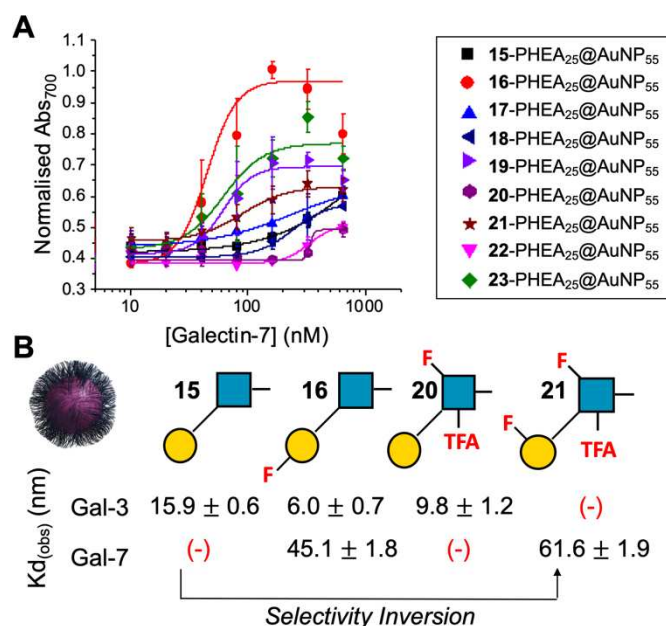 A
Normalised Abs700
1.1
1.0
0.9
0.8
0.7
0.6
0.5
0.4
0.3
10 100 1000
[Galectin-7] (nM)
15-PHEA25@AuNP55
16-PHEA25@AuNP55
17-PHEA25@AuNP55
18-PHEA25@AuNP55
19-PHEA25@AuNP55
20-PHEA25@AuNP55
21-PHEA25@AuNP55
22-PHEA25@AuNP55
23-PHEA25@AuNP55
B
15 16 20 21
F F F F
TFA TFA
Kd(obs) (nm)
Gal-3 15.9 ± 0.6 6.0 ± 0.7 9.8 ± 1.2 (-)
Gal-7 (-) 45.1 ± 1.8 (-) 61.6 ± 1.9
Selectivity Inversion